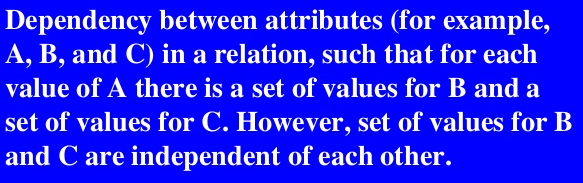 Dependency between attributes (for example,
A, B, and C) in a relation, such that for each
value of A there is a set of values for B and a
set of values for C. However, set of values for B
and C are independent of each other.